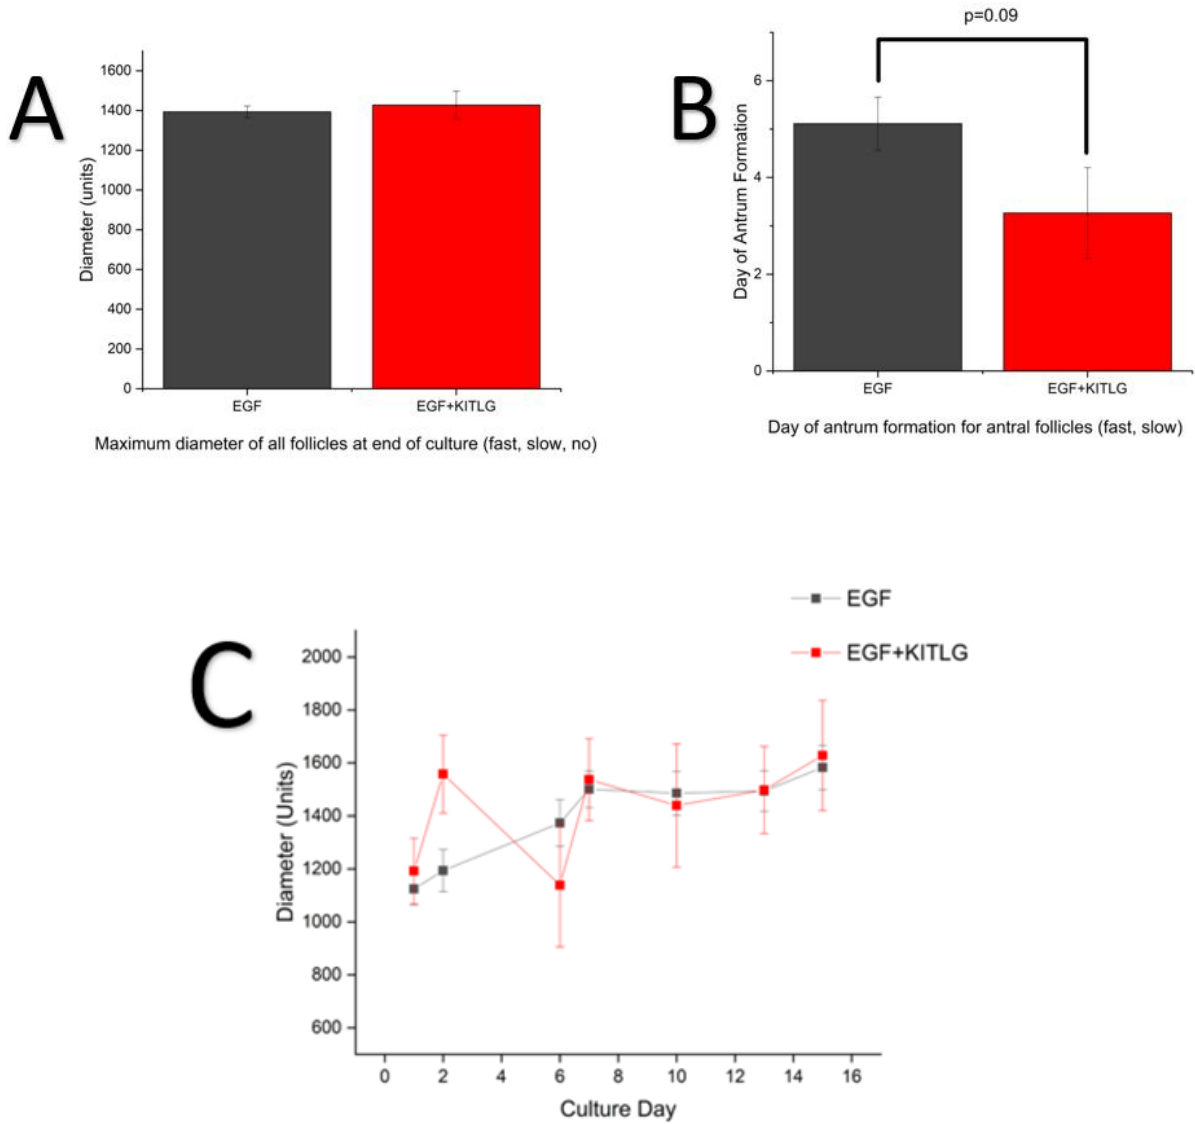 A
Diameter (units)
1600
1400
1200
1000
800
600
400
200
0
EGF
EGF+KITLG
Maximum diameter of all follicles at end of culture (fast, slow, no)
B
p=0.09
Day of Antrum Formation
6
4
2
0
EGF
EGF+KITLG
Day of antrum formation for antral follicles (fast, slow)
C
EGF
EGF+KITLG
Diameter (Units)
2000
1800
1600
1400
1200
1000
800
600
0 2 4 6 8 10 12 14 16
Culture Day